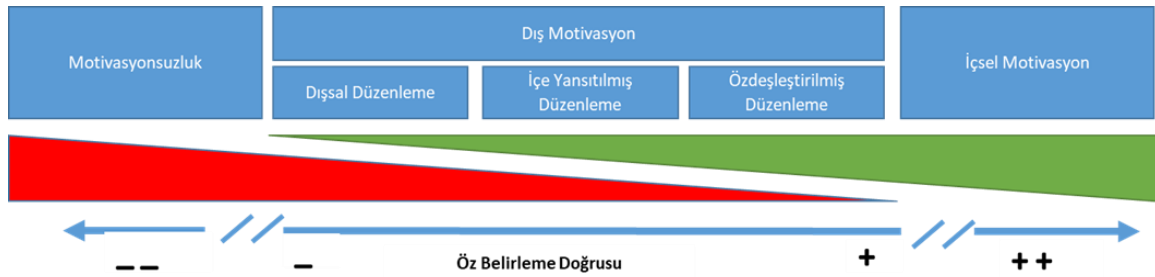 Motivasyonsuzluk
Dış Motivasyon
İçsel Motivasyon
Dışsal Düzenleme
İçe Yansıtılmış
Düzenleme
Özdeşleştirilmiş
Düzenleme
– –
–
Öz Belirleme Doğrusu
+
+ +